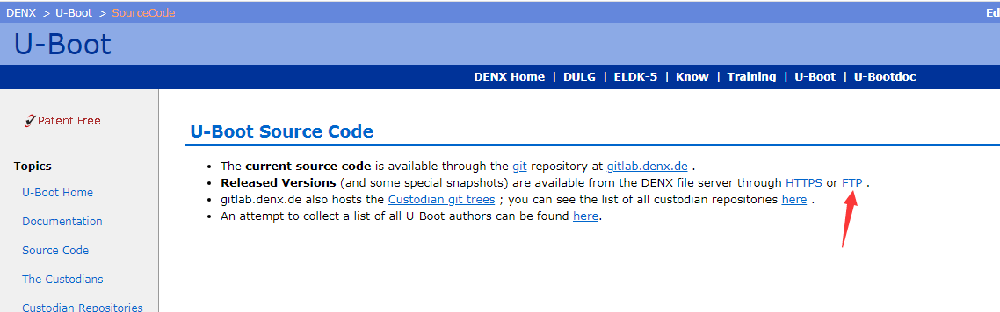 DENX > U-Boot > SourceCode
Ed
U-Boot
DENX Home | DULG | ELDK-5 | Know | Training | U-Boot | U-Bootdoc
Patent Free
Topics
U-Boot Home
Documentation
Source Code
The Custodians
Custodian Repositories
U-Boot Source Code
• The current source code is available through the git repository at gitlab.denx.de .
• Released Versions (and some special snapshots) are available from the DENX file server through HTTPS or FTP .
• gitlab.denx.de also hosts the Custodian git trees ; you can see the list of all custodian repositories here .
• An attempt to collect a list of all U-Boot authors can be found here.